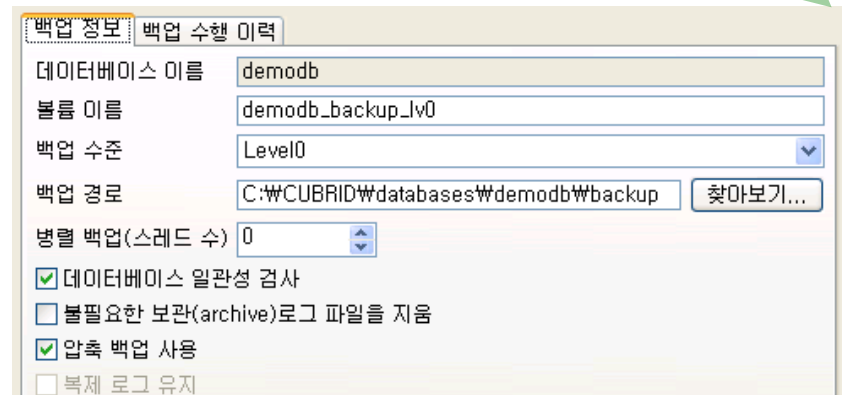 백업 정보 백업 수행 이력
데이터베이스 이름 demodb
볼륨 이름 demodb_backup_lv0
백업 수준 Level0
백업 경로 C:₩CUBRID₩databases₩demodb₩backup 찾아보기...
병렬 백업(스레드 수) 0
데이터베이스 일관성 검사
불필요한 보관(archive)로그 파일을 지움
압축 백업 사용
복제 로그 유지